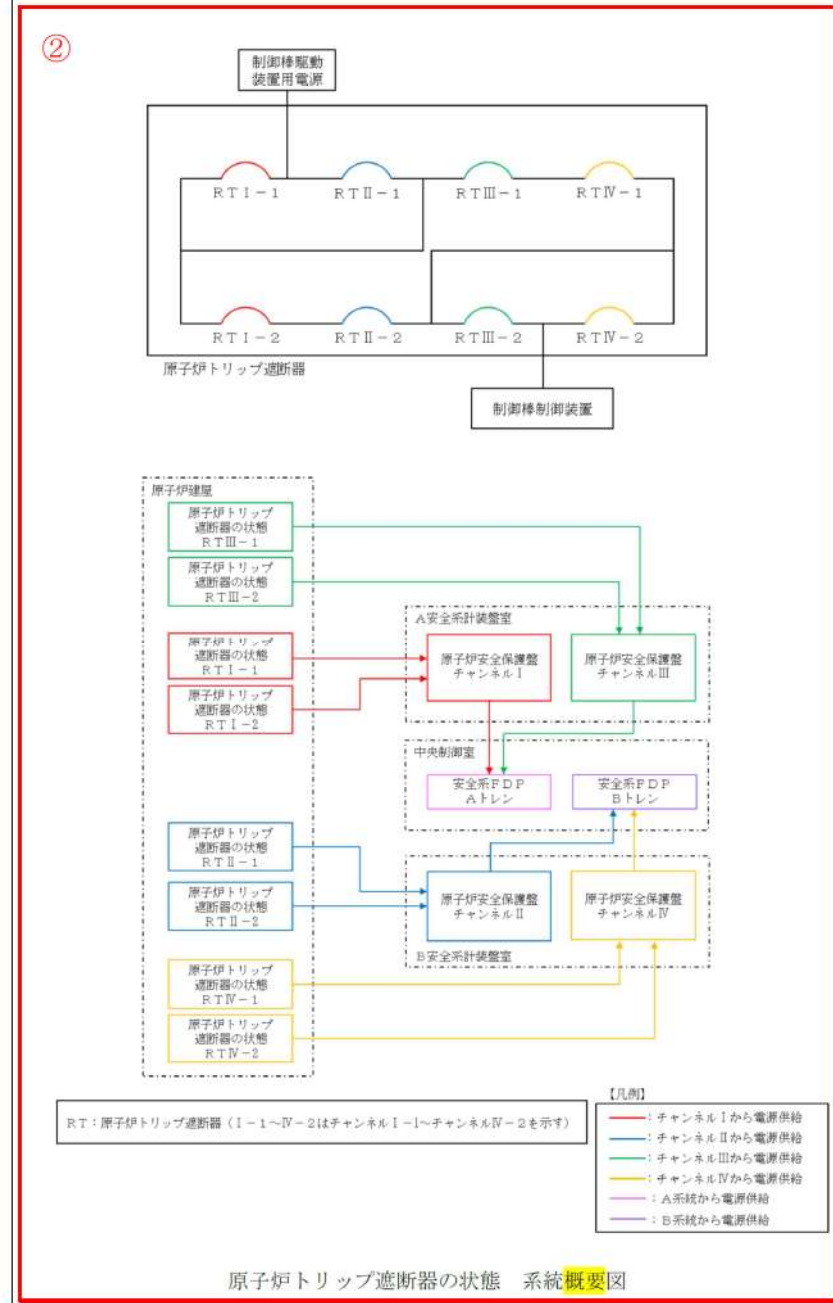 ②
制御棒駆動
装置用電源
RTⅠ-1
RTⅡ-1
RTⅢ-1
RTⅣ-1
RTⅠ-2
RTⅡ-2
RTⅢ-2
RTⅣ-2
原子炉トリップ遮断器
制御棒制御装置
原子炉建屋
原子炉トリップ
遮断器の状態
RTⅢ-1
原子炉トリップ
遮断器の状態
RTⅢ-2
原子炉トリップ
遮断器の状態
RTⅠ-1
原子炉トリップ
遮断器の状態
RTⅠ-2
A安全系計装盤室
原子炉安全保護盤
チャンネルⅠ
原子炉安全保護盤
チャンネルⅢ
中央制御室
安全系FDP
Aトレン
安全系FDP
Bトレン
原子炉トリップ
遮断器の状態
RTⅡ-1
原子炉トリップ
遮断器の状態
RTⅡ-2
原子炉安全保護盤
チャンネルⅡ
原子炉安全保護盤
チャンネルⅣ
B安全系計装盤室
原子炉トリップ
遮断器の状態
RTⅣ-1
原子炉トリップ
遮断器の状態
RTⅣ-2
RT:原子炉トリップ遮断器(Ⅰ-1~Ⅳ-2はチャンネルⅠ-1~チャンネルⅣ-2を示す)
【凡例】
:チャンネルⅠから電源供給
:チャンネルⅡから電源供給
:チャンネルⅢから電源供給
:チャンネルⅣから電源供給
:A系統から電源供給
:B系統から電源供給
原子炉トリップ遮断器の状態 系統概要図